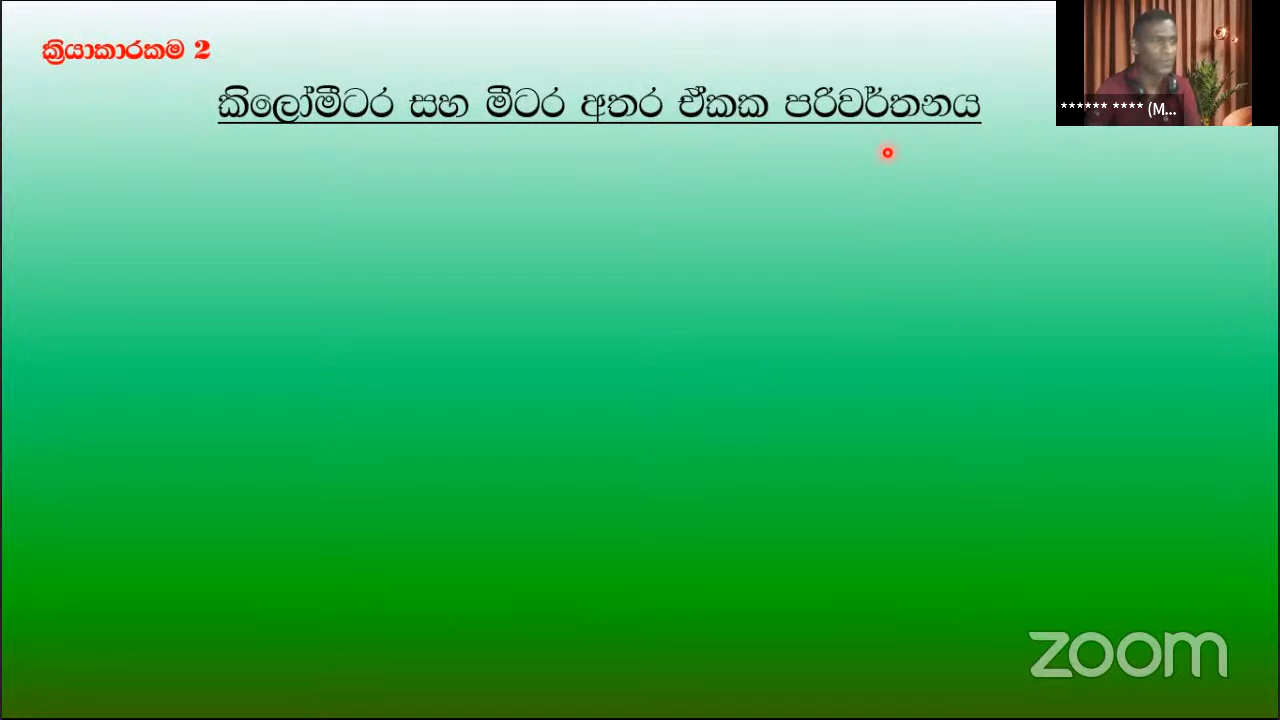 ක්‍රියාකාරකම 2
කිලෝමීටර සහ මීටර අතර ඒකක පරිවර්තනය
****** **** (M...
zoom